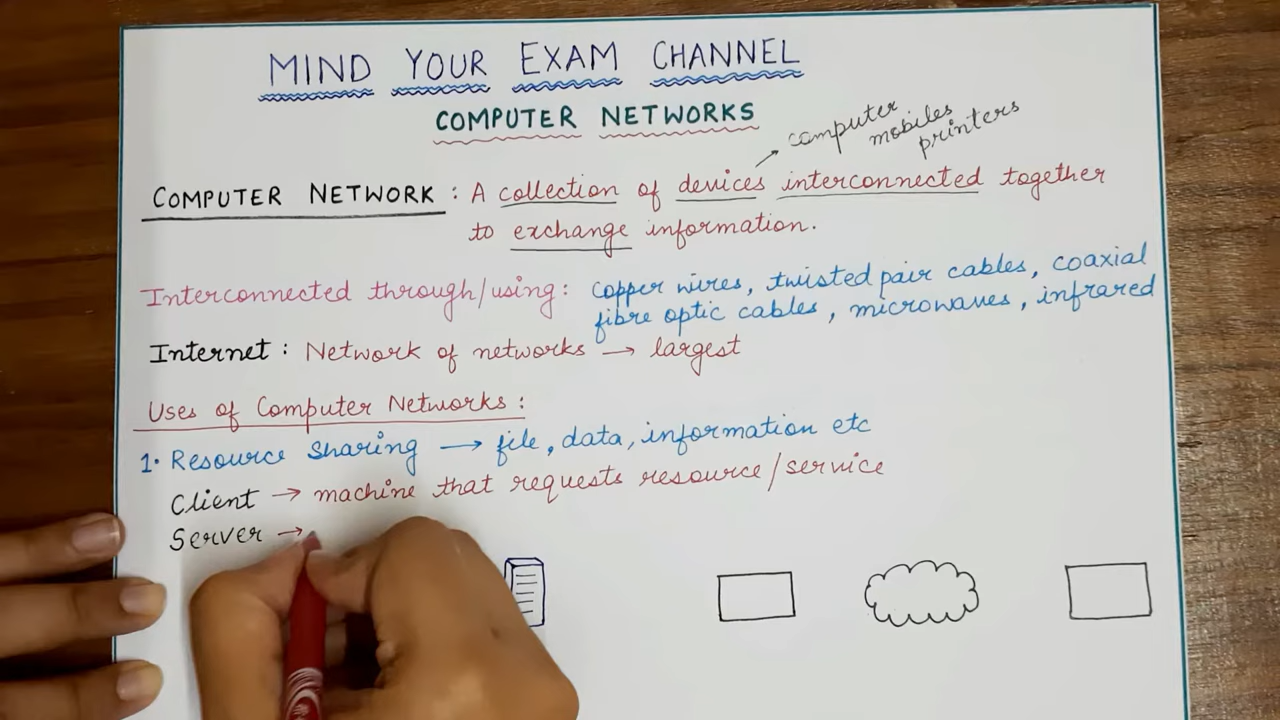 MIND YOUR EXAM CHANNEL
COMPUTER NETWORKS
computer
mobiles
printers
COMPUTER NETWORK : A collection of devices interconnected together
to exchange information.
Interconnected through/using: copper wires, twisted pair cables, coaxial
fibre optic cables, microwaves, infrared
Internet : Network of networks → largest
Uses of Computer Networks :
1. Resource Sharing → file, data, information etc
Client → machine that requests resource/service
Server →